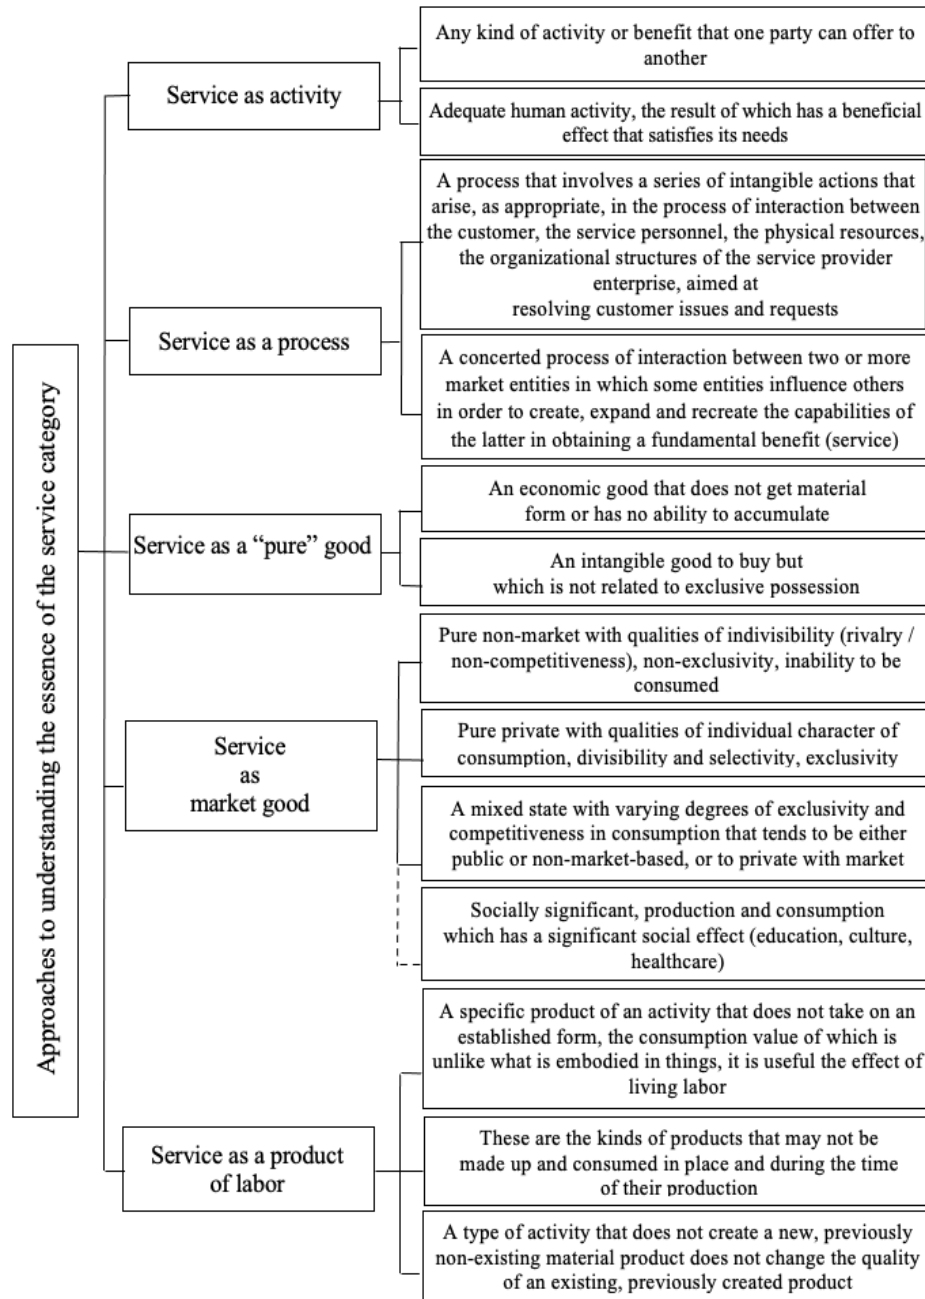 Approaches to understanding the essence of the service category
Service as activity
Any kind of activity or benefit that one party can offer to
another
Adequate human activity, the result of which has a beneficial
effect that satisfies its needs
Service as a process
A process that involves a series of intangible actions that
arise, as appropriate, in the process of interaction between
the customer, the service personnel, the physical resources,
the organizational structures of the service provider
enterprise, aimed at
resolving customer issues and requests
A concerted process of interaction between two or more
market entities in which some entities influence others
in order to create, expand and recreate the capabilities of
the latter in obtaining a fundamental benefit (service)
Service as a “pure” good
An economic good that does not get material
form or has no ability to accumulate
An intangible good to buy but
which is not related to exclusive possession
Service
as
market good
Pure non-market with qualities of indivisibility (rivalry /
non-competitiveness), non-exclusivity, inability to be
consumed
Pure private with qualities of individual character of
consumption, divisibility and selectivity, exclusivity
A mixed state with varying degrees of exclusivity and
competitiveness in consumption that tends to be either
public or non-market-based, or to private with market
Socially significant, production and consumption
which has a significant social effect (education, culture,
healthcare)
Service as a product
of labor
A specific product of an activity that does not take on an
established form, the consumption value of which is
unlike what is embodied in things, it is useful the effect of
living labor
These are the kinds of products that may not be
made up and consumed in place and during the time
of their production
A type of activity that does not create a new, previously
non-existing material product does not change the quality
of an existing, previously created product